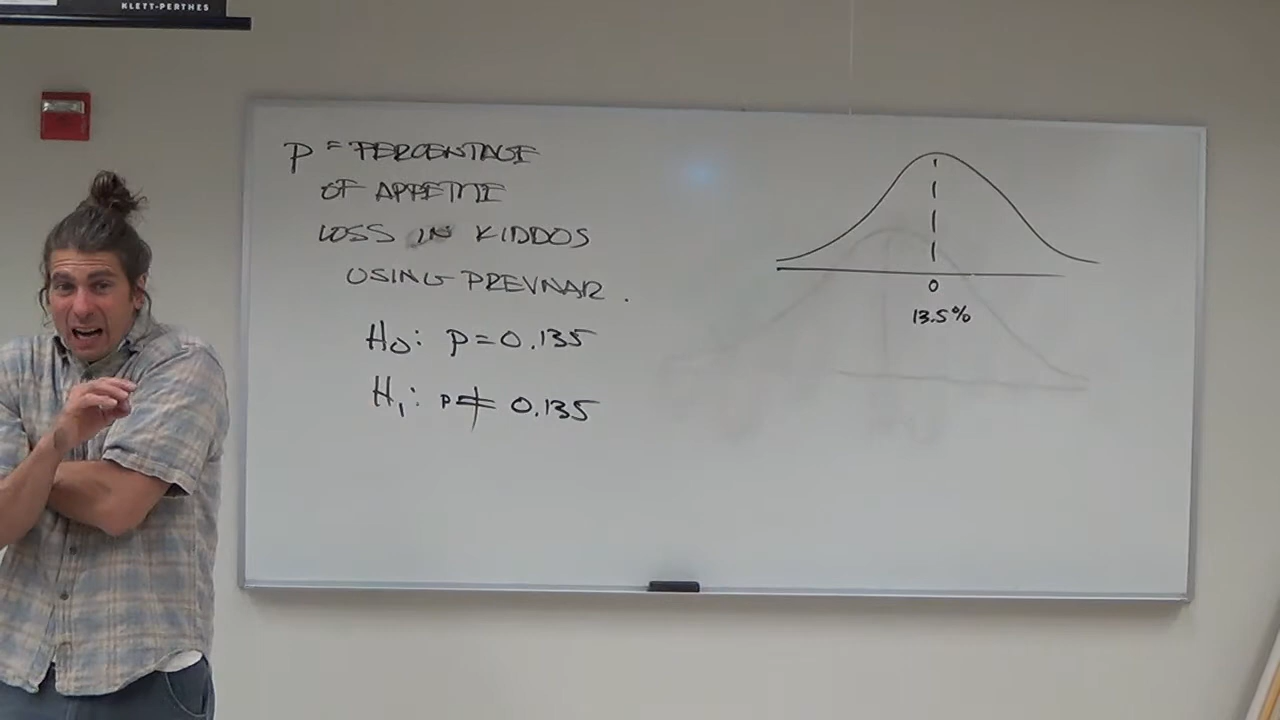 KLETT-PERTHES
P = PERCENTAGE
OF APPETITE
LOSS IN KIDDOS
USING PREVNAR.
H₀: p = 0.135
H₁: p ≠ 0.135
0
13.5%